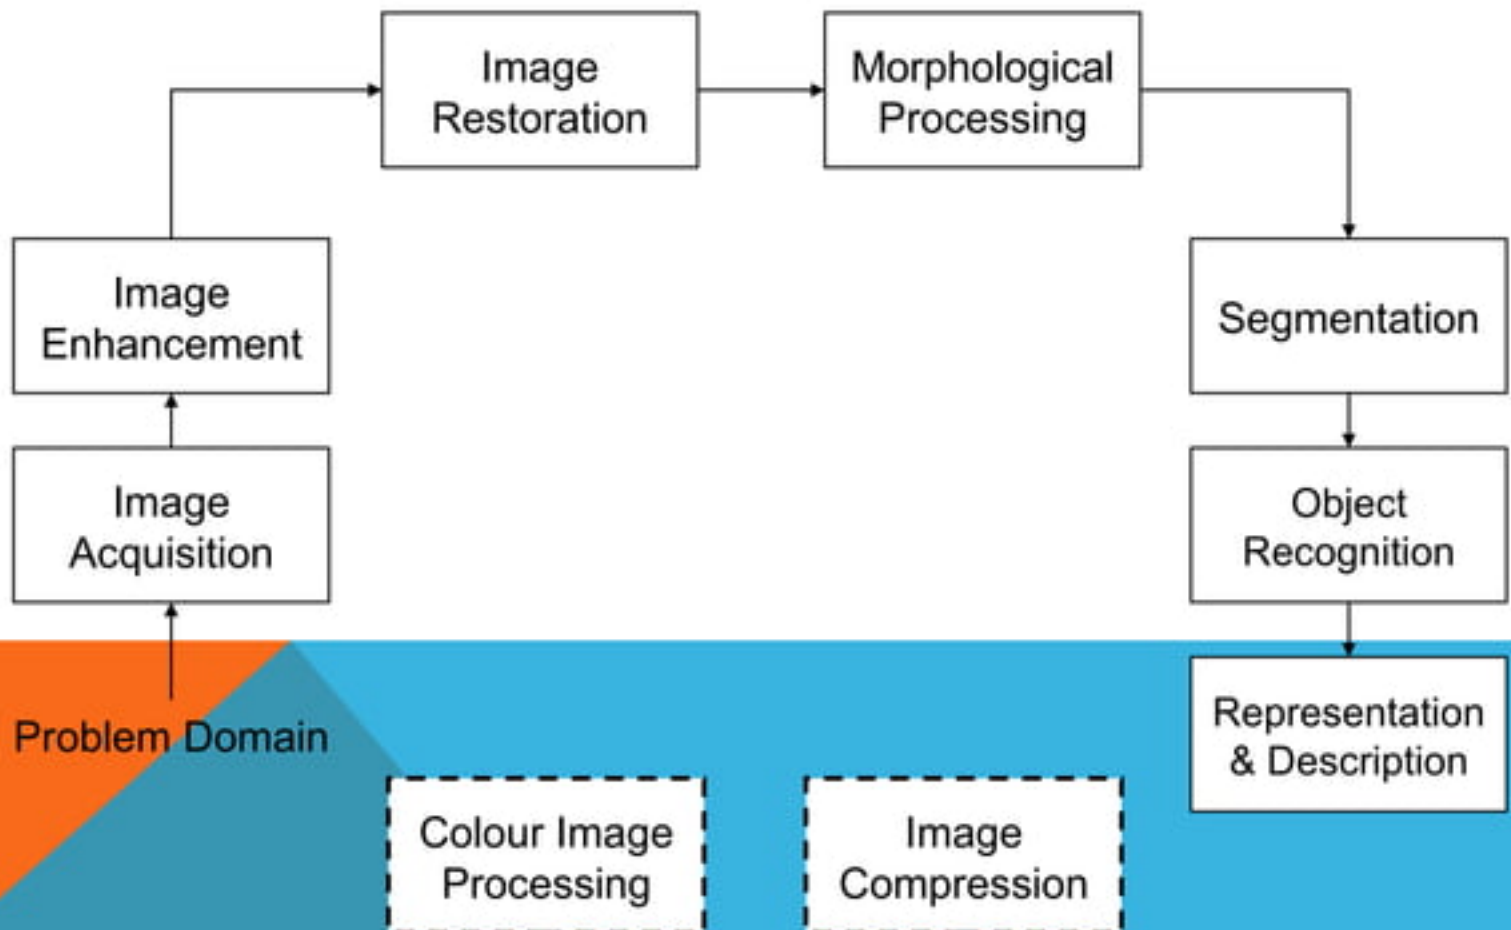 Image
Restoration
Morphological
Processing
Image
Enhancement
Segmentation
Image
Acquisition
Object
Recognition
Problem Domain
Representation
& Description
Colour Image
Processing
Image
Compression